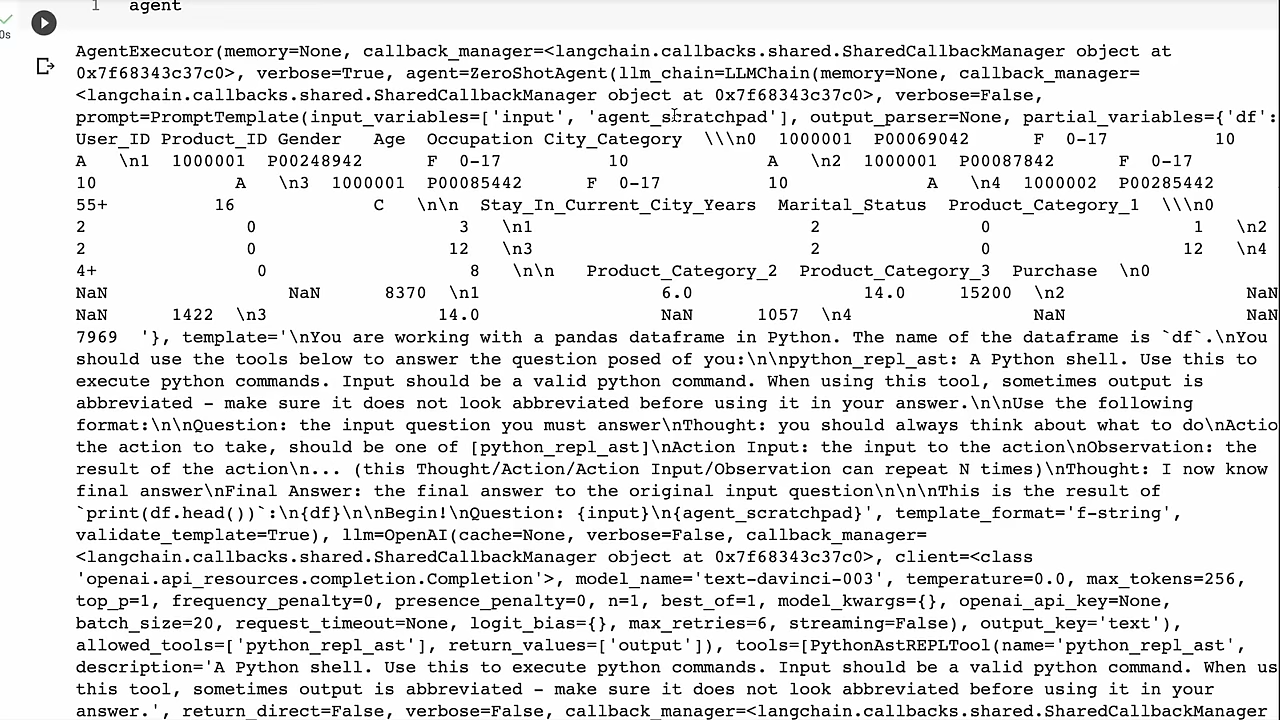 1 agent
0s
AgentExecutor(memory=None, callback_manager=<langchain.callbacks.shared.SharedCallbackManager object at
0x7f68343c37c0>, verbose=True, agent=ZeroShotAgent(llm_chain=LLMChain(memory=None, callback_manager=
<langchain.callbacks.shared.SharedCallbackManager object at 0x7f68343c37c0>, verbose=False,
prompt=PromptTemplate(input_variables=['input', 'agent_scratchpad'], output_parser=None, partial_variables={'df':
User_ID Product_ID Gender Age Occupation City_Category \\\n0 1000001 P00069042 F 0-17 10
A \n1 1000001 P00248942 F 0-17 10 A \n2 1000001 P00087842 F 0-17
10 A \n3 1000001 P00085442 F 0-17 10 A \n4 1000002 P00285442
55+ 16 C \n\n Stay_In_Current_City_Years Marital_Status Product_Category_1 \\\n0
2 0 3 \n1 2 0 1 \n2
2 0 12 \n3 2 0 12 \n4
4+ 0 8 \n\n Product_Category_2 Product_Category_3 Purchase \n0
NaN NaN 8370 \n1 6.0 14.0 15200 \n2 NaN
NaN 1422 \n3 14.0 NaN 1057 \n4 NaN NaN
7969 '}, template='\nYou are working with a pandas dataframe in Python. The name of the dataframe is `df`.\nYou
should use the tools below to answer the question posed of you:\n\npython_repl_ast: A Python shell. Use this to
execute python commands. Input should be a valid python command. When using this tool, sometimes output is
abbreviated - make sure it does not look abbreviated before using it in your answer.\n\nUse the following
format:\n\nQuestion: the input question you must answer\nThought: you should always think about what to do\nActio
the action to take, should be one of [python_repl_ast]\nAction Input: the input to the action\nObservation: the
result of the action\n... (this Thought/Action/Action Input/Observation can repeat N times)\nThought: I now know
final answer\nFinal Answer: the final answer to the original input question\n\n\nThis is the result of
`print(df.head())`:\n{df}\n\nBegin!\nQuestion: {input}\n{agent_scratchpad}', template_format='f-string',
validate_template=True), llm=OpenAI(cache=None, verbose=False, callback_manager=
<langchain.callbacks.shared.SharedCallbackManager object at 0x7f68343c37c0>, client=<class
'openai.api_resources.completion.Completion'>, model_name='text-davinci-003', temperature=0.0, max_tokens=256,
top_p=1, frequency_penalty=0, presence_penalty=0, n=1, best_of=1, model_kwargs={}, openai_api_key=None,
batch_size=20, request_timeout=None, logit_bias={}, max_retries=6, streaming=False), output_key='text'),
allowed_tools=['python_repl_ast'], return_values=['output']), tools=[PythonAstREPLTool(name='python_repl_ast',
description='A Python shell. Use this to execute python commands. Input should be a valid python command. When us
this tool, sometimes output is abbreviated - make sure it does not look abbreviated before using it in your
answer.', return_direct=False, verbose=False, callback_manager=<langchain.callbacks.shared.SharedCallbackManager